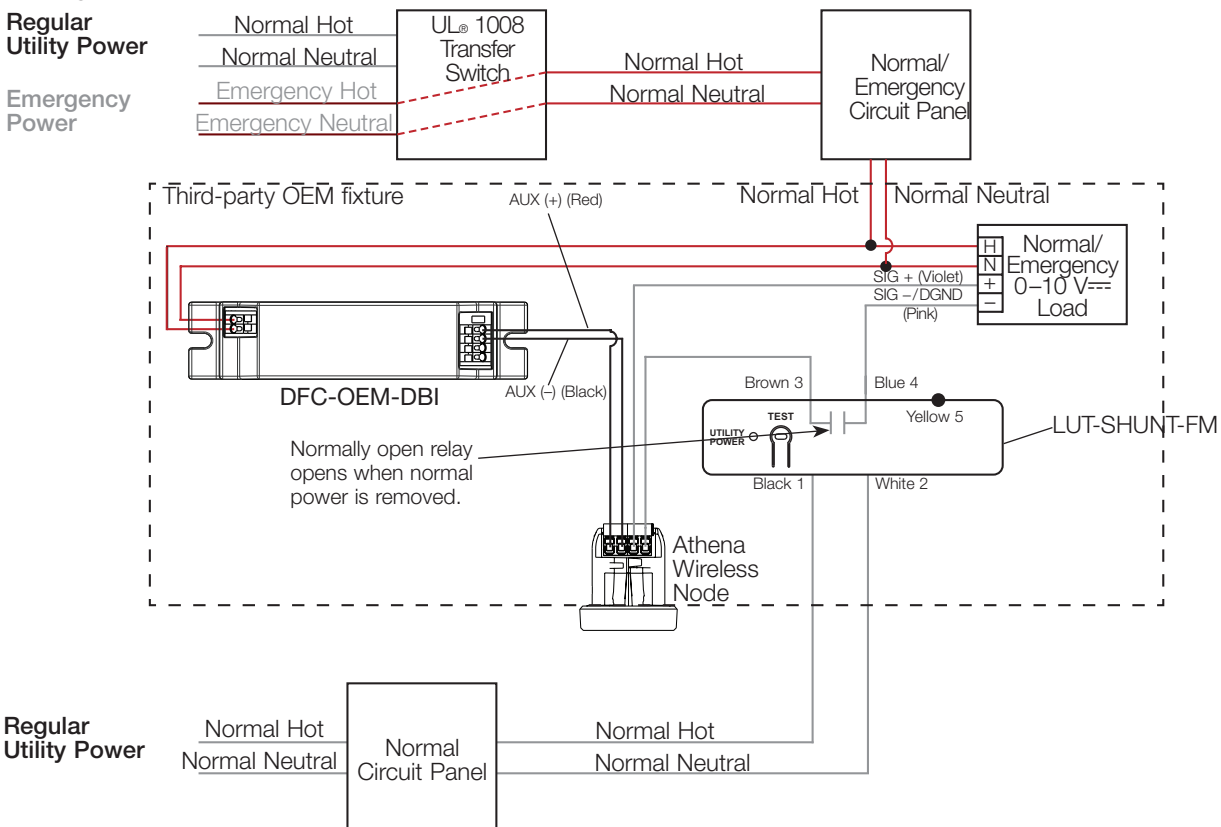 Regular
Utility Power
Normal Hot
Normal Neutral
Emergency
Power
Emergency Hot
Emergency Neutral
UL® 1008
Transfer
Switch
Normal Hot
Normal Neutral
Normal/
Emergency
Circuit Panel
Third-party OEM fixture
AUX (+) (Red)
Normal Hot
Normal Neutral
H
N
+
–
Normal/
Emergency
0–10 V⎓
Load
SIG + (Violet)
SIG –/DGND
(Pink)
DFC-OEM-DBI
AUX (–) (Black)
Brown 3
Blue 4
Yellow 5
TEST
UTILITY
POWER
LUT-SHUNT-FM
Normally open relay
opens when normal
power is removed.
Black 1
White 2
Athena
Wireless
Node
Regular
Utility Power
Normal Hot
Normal Neutral
Normal
Circuit Panel
Normal Hot
Normal Neutral